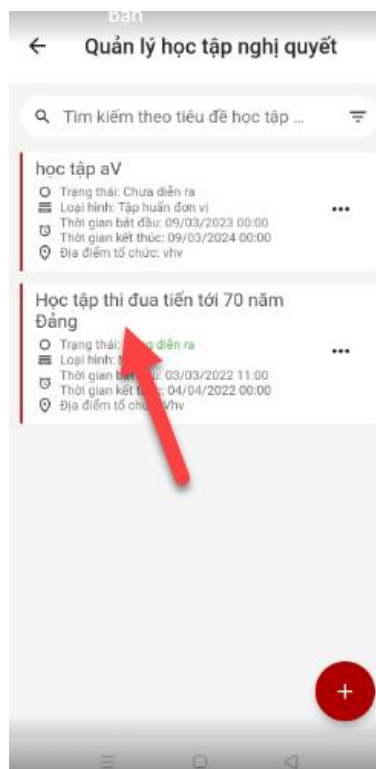 bạn
Quản lý học tập nghị quyết
Tìm kiếm theo tiêu đề học tập ...
học tập aV
Trạng thái: Chưa diễn ra
Loại hình: Tập huấn đơn vị
Thời gian bắt đầu: 09/03/2023 00:00
Thời gian kết thúc: 09/03/2024 00:00
Địa điểm tổ chức: vhv
Học tập thi đua tiến tới 70 năm
Đảng
Trạng thái: diễn ra
Loại hình:
Thời gian bắt đầu: 03/03/2022 11:00
Thời gian kết thúc: 04/04/2022 00:00
Địa điểm tổ chức: Vhv